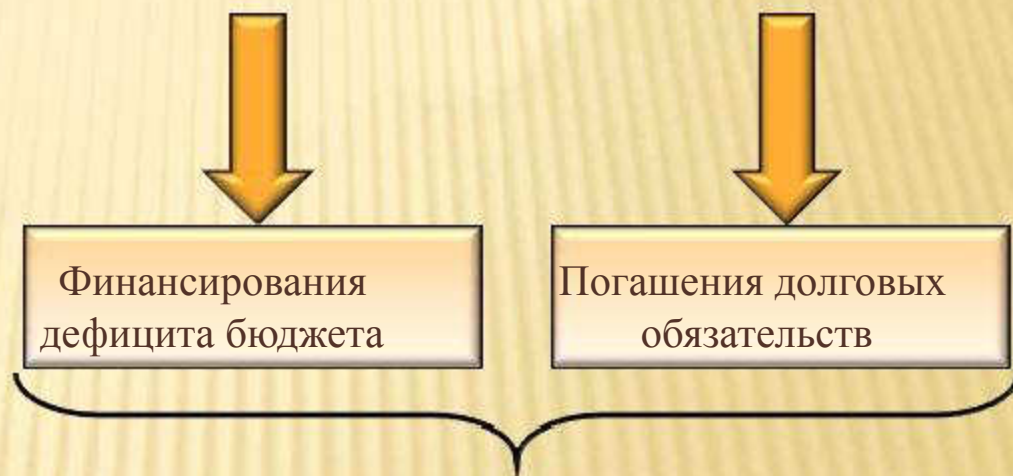 Финансирования
дефицита бюджета
Погашения долговых
обязательств